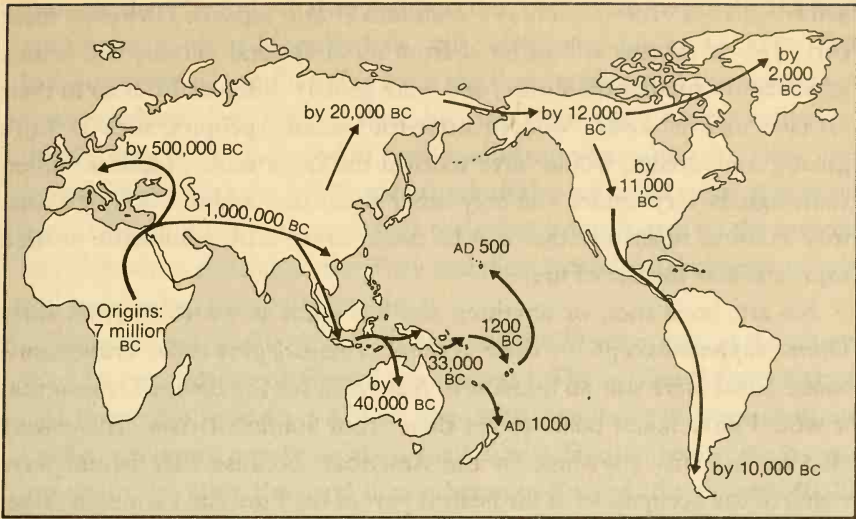 by
2,000
BC
by 20,000 BC
by 12,000
BC
by 500,000 BC
by
11,000
BC
1,000,000 BC
AD 500
Origins:
7 million
BC
1200
BC
33,000
BC
by
40,000 BC
AD 1000
by 10,000 BC